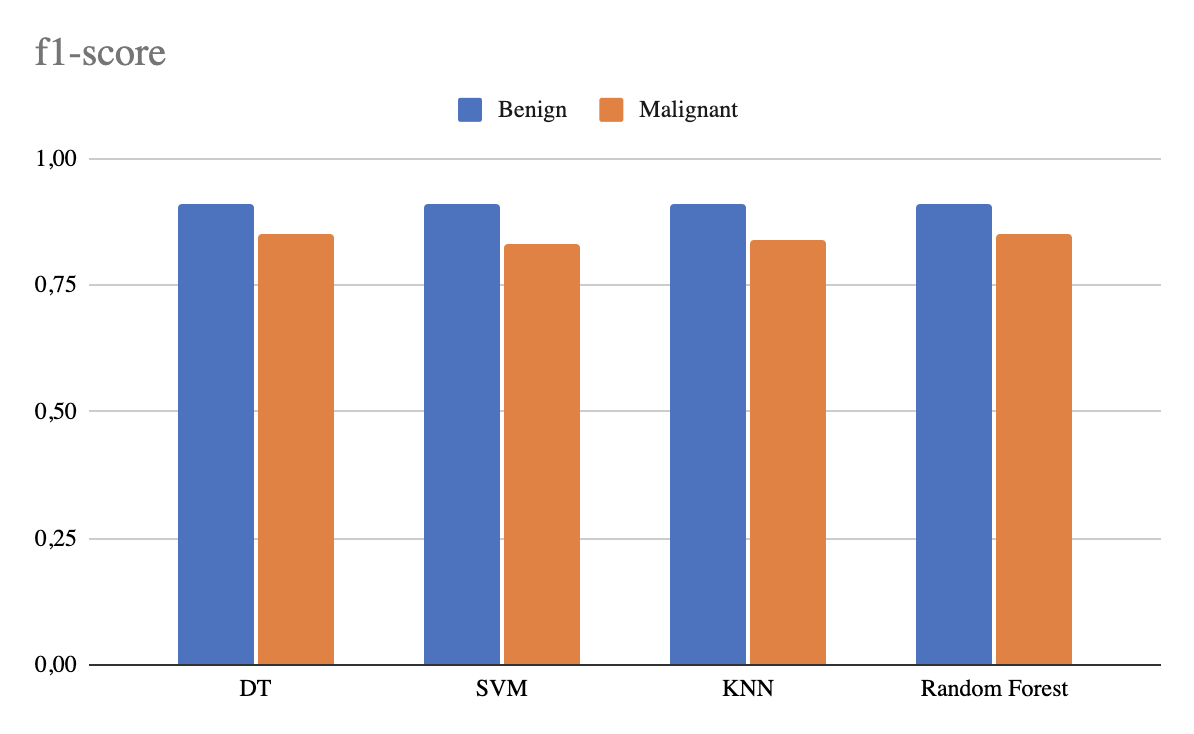 f1-score
Benign Malignant
1,00
0,75
0,50
0,25
0,00
DT SVM KNN Random Forest